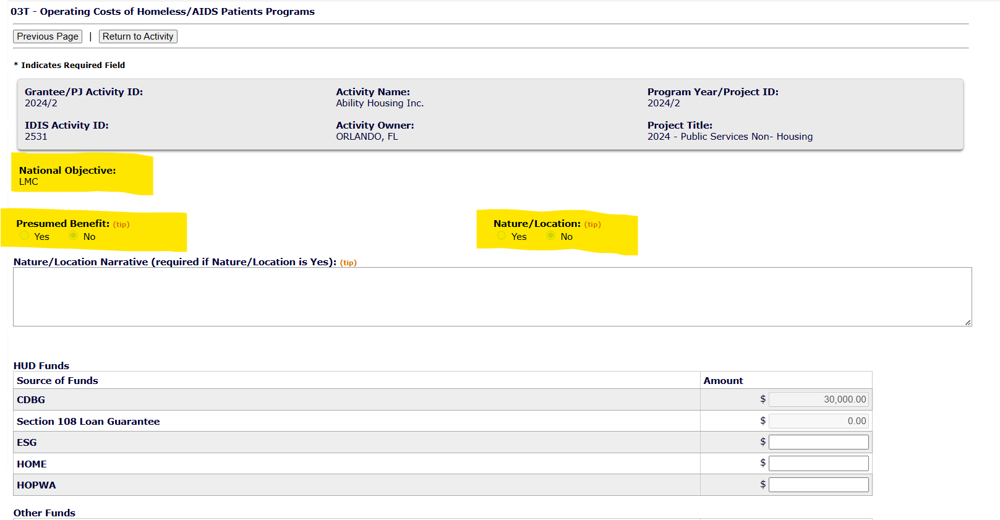 03T - Operating Costs of Homeless/AIDS Patients Programs
Previous Page | Return to Activity
* Indicates Required Field
Grantee/PJ Activity ID: Activity Name: Program Year/Project ID:
2024/2 Ability Housing Inc. 2024/2
IDIS Activity ID: Activity Owner: Project Title:
2531 ORLANDO, FL 2024 - Public Services Non- Housing
National Objective:
LMC
Presumed Benefit: (tip) Nature/Location: (tip)
Yes No Yes No
Nature/Location Narrative (required if Nature/Location is Yes): (tip)
HUD Funds
Source of Funds Amount
CDBG $ 30,000.00
Section 108 Loan Guarantee $ 0.00
ESG $
HOME $
HOPWA $
Other Funds